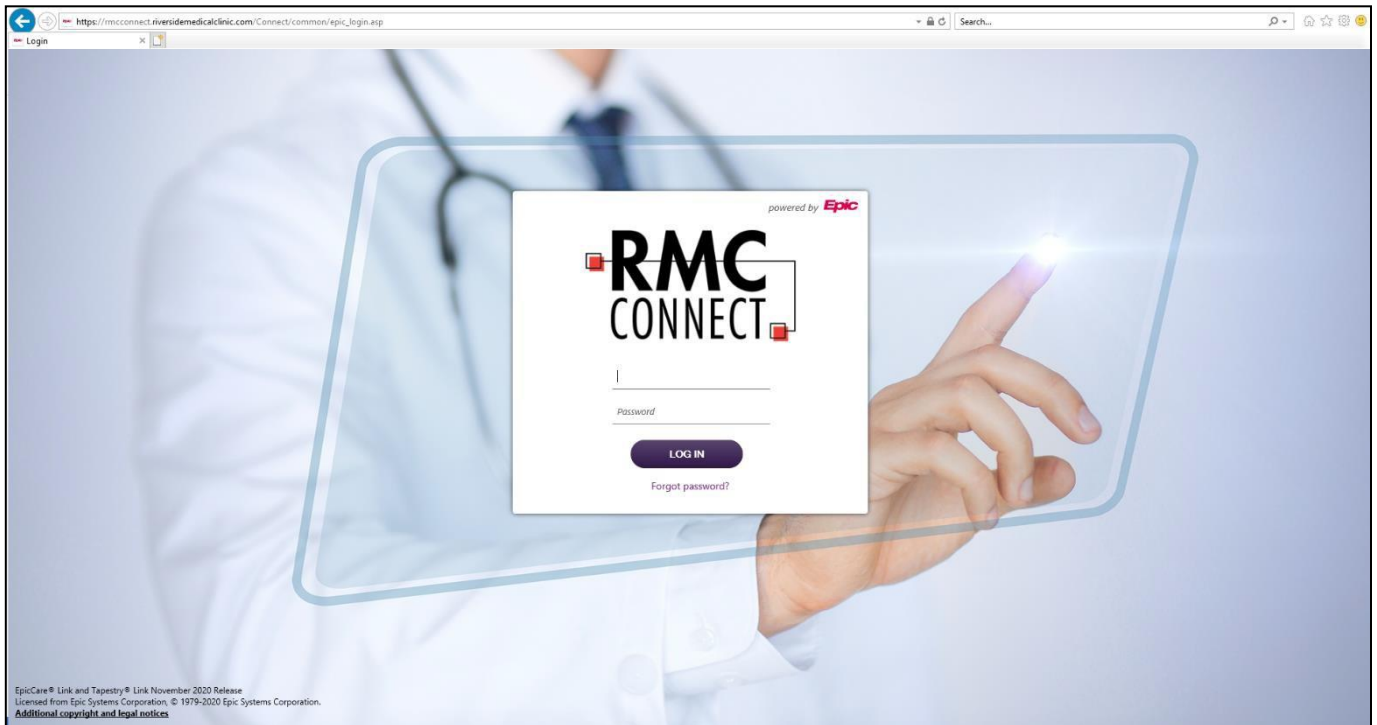 https://rmcconnect.riversidemedicalclinic.com/Connect/common/epic_login.asp
Search...
Login
powered by Epic
RMC
CONNECT
Password
LOG IN
Forgot password?
EpicCare® Link and Tapestry® Link November 2020 Release
Licensed from Epic Systems Corporation, © 1979-2020 Epic Systems Corporation.
Additional copyright and legal notices